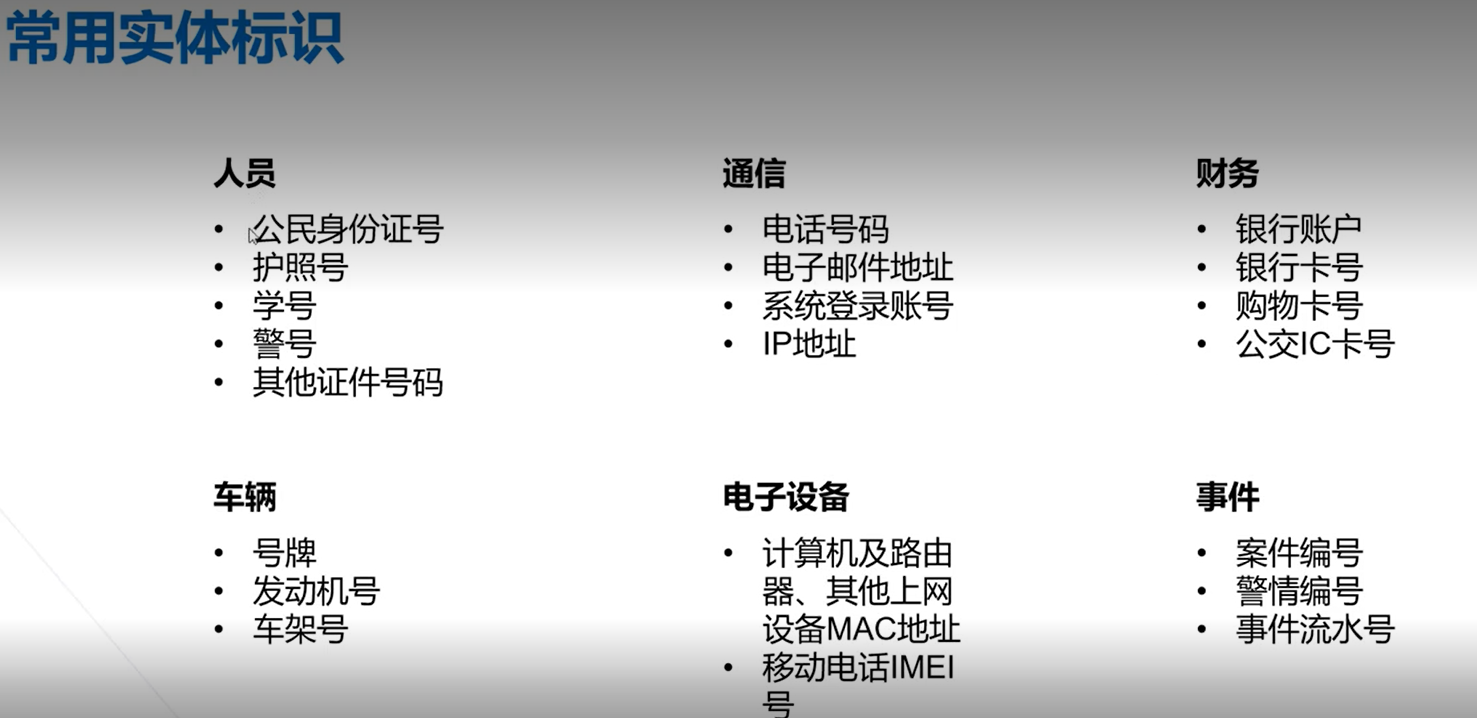 常用实体标识
人员
• 公民身份证号
• 护照号
• 学号
• 警号
• 其他证件号码
通信
• 电话号码
• 电子邮件地址
• 系统登录账号
• IP地址
财务
• 银行账户
• 银行卡号
• 购物卡号
• 公交IC卡号
车辆
• 号牌
• 发动机号
• 车架号
电子设备
• 计算机及路由
器、其他上网
设备MAC地址
• 移动电话IMEI
号
事件
• 案件编号
• 警情编号
• 事件流水号